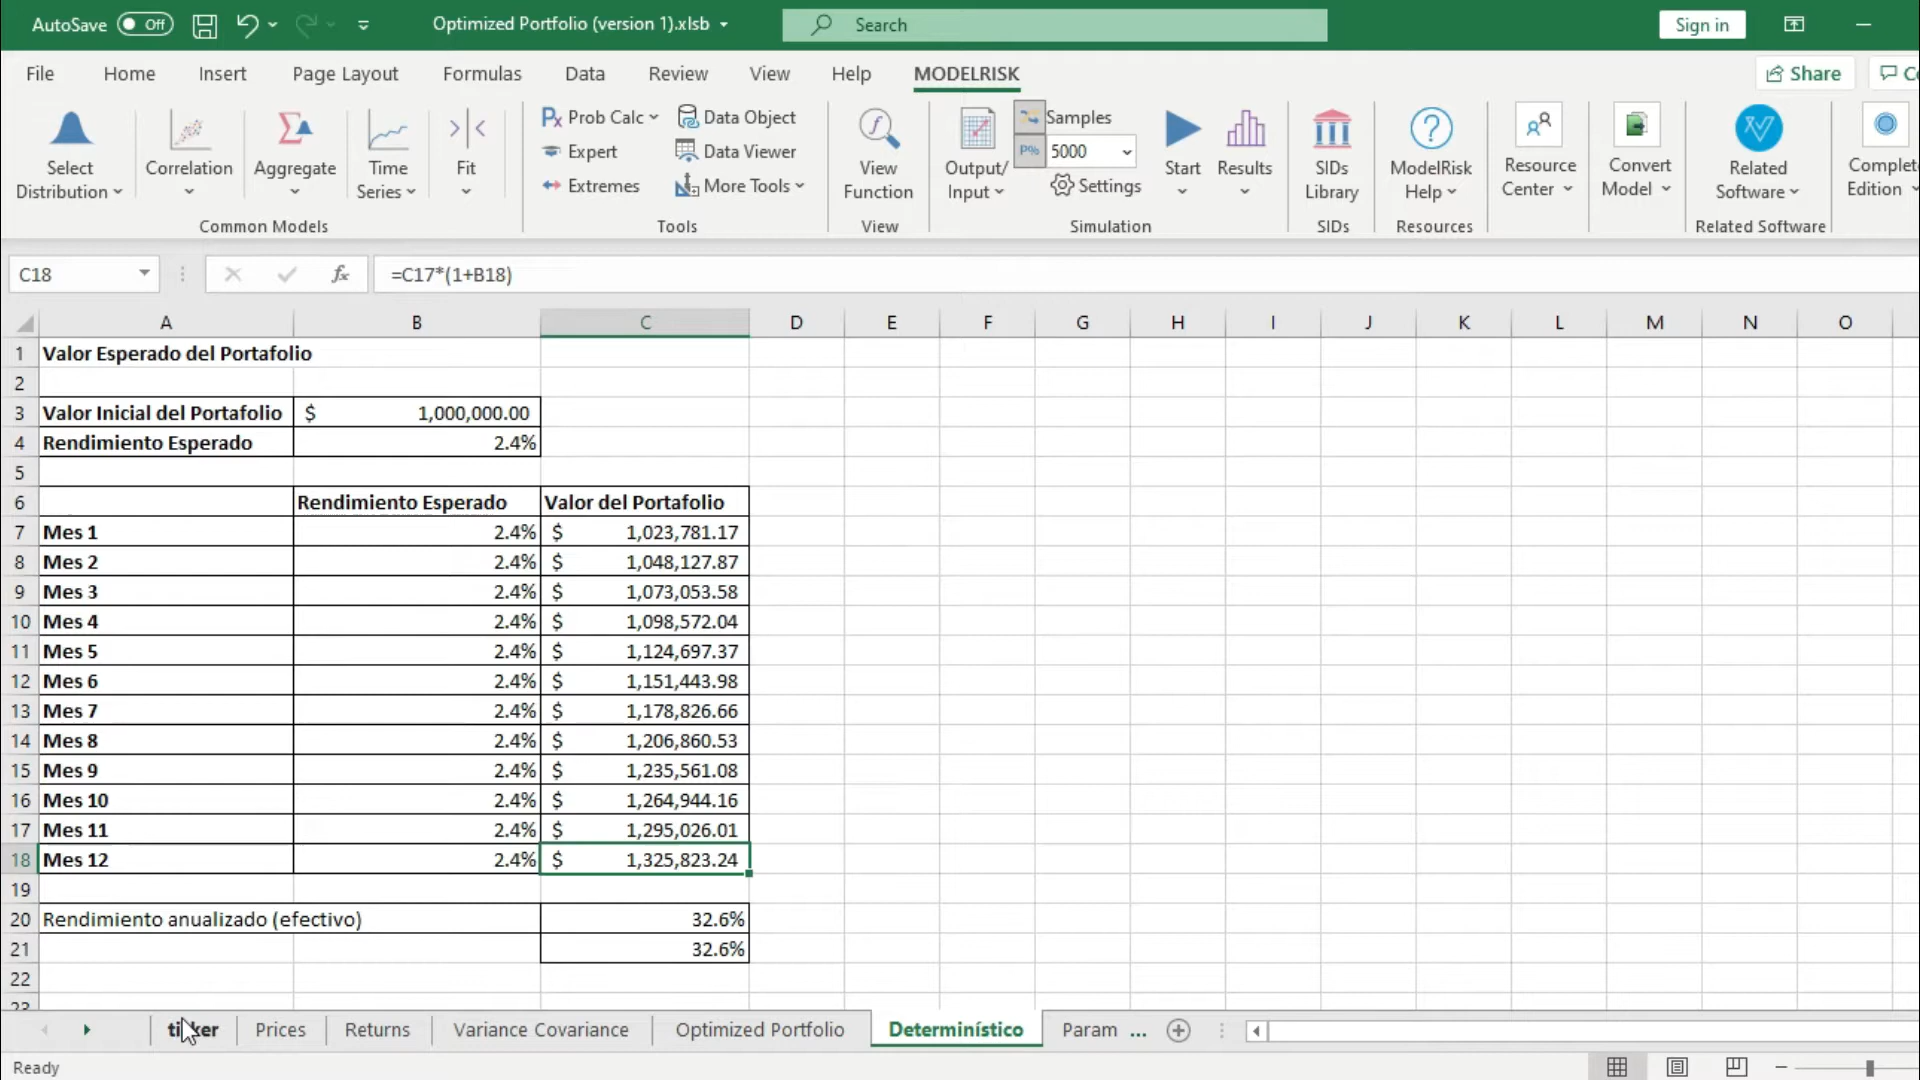 AutoSave Off Optimized Portfolio (version 1).xlsb Search Sign in
File Home Insert Page Layout Formulas Data Review View Help MODELRISK Share
Select Distribution Correlation Aggregate Time Series Fit
Common Models
Prob Calc Data Object
Expert Data Viewer
Extremes More Tools
Tools
View Function
View
Output/ Input Samples
5000
Settings
Start Results
Simulation
SIDs Library
SIDs
ModelRisk Help
Resource Center
Resources
Convert Model
Related Software
Related Software
Complete Edition
C18 fx =C17*(1+B18)
A B C D E F G H I J K L M N O
1 Valor Esperado del Portafolio
2
3 Valor Inicial del Portafolio $ 1,000,000.00
4 Rendimiento Esperado 2.4%
5
6 Rendimiento Esperado Valor del Portafolio
7 Mes 1 2.4% $ 1,023,781.17
8 Mes 2 2.4% $ 1,048,127.87
9 Mes 3 2.4% $ 1,073,053.58
10 Mes 4 2.4% $ 1,098,572.04
11 Mes 5 2.4% $ 1,124,697.37
12 Mes 6 2.4% $ 1,151,443.98
13 Mes 7 2.4% $ 1,178,826.66
14 Mes 8 2.4% $ 1,206,860.53
15 Mes 9 2.4% $ 1,235,561.08
16 Mes 10 2.4% $ 1,264,944.16
17 Mes 11 2.4% $ 1,295,026.01
18 Mes 12 2.4% $ 1,325,823.24
19
20 Rendimiento anualizado (efectivo) 32.6%
21 32.6%
22
Prices Returns Variance Covariance Optimized Portfolio Determinístico Param ...
Ready